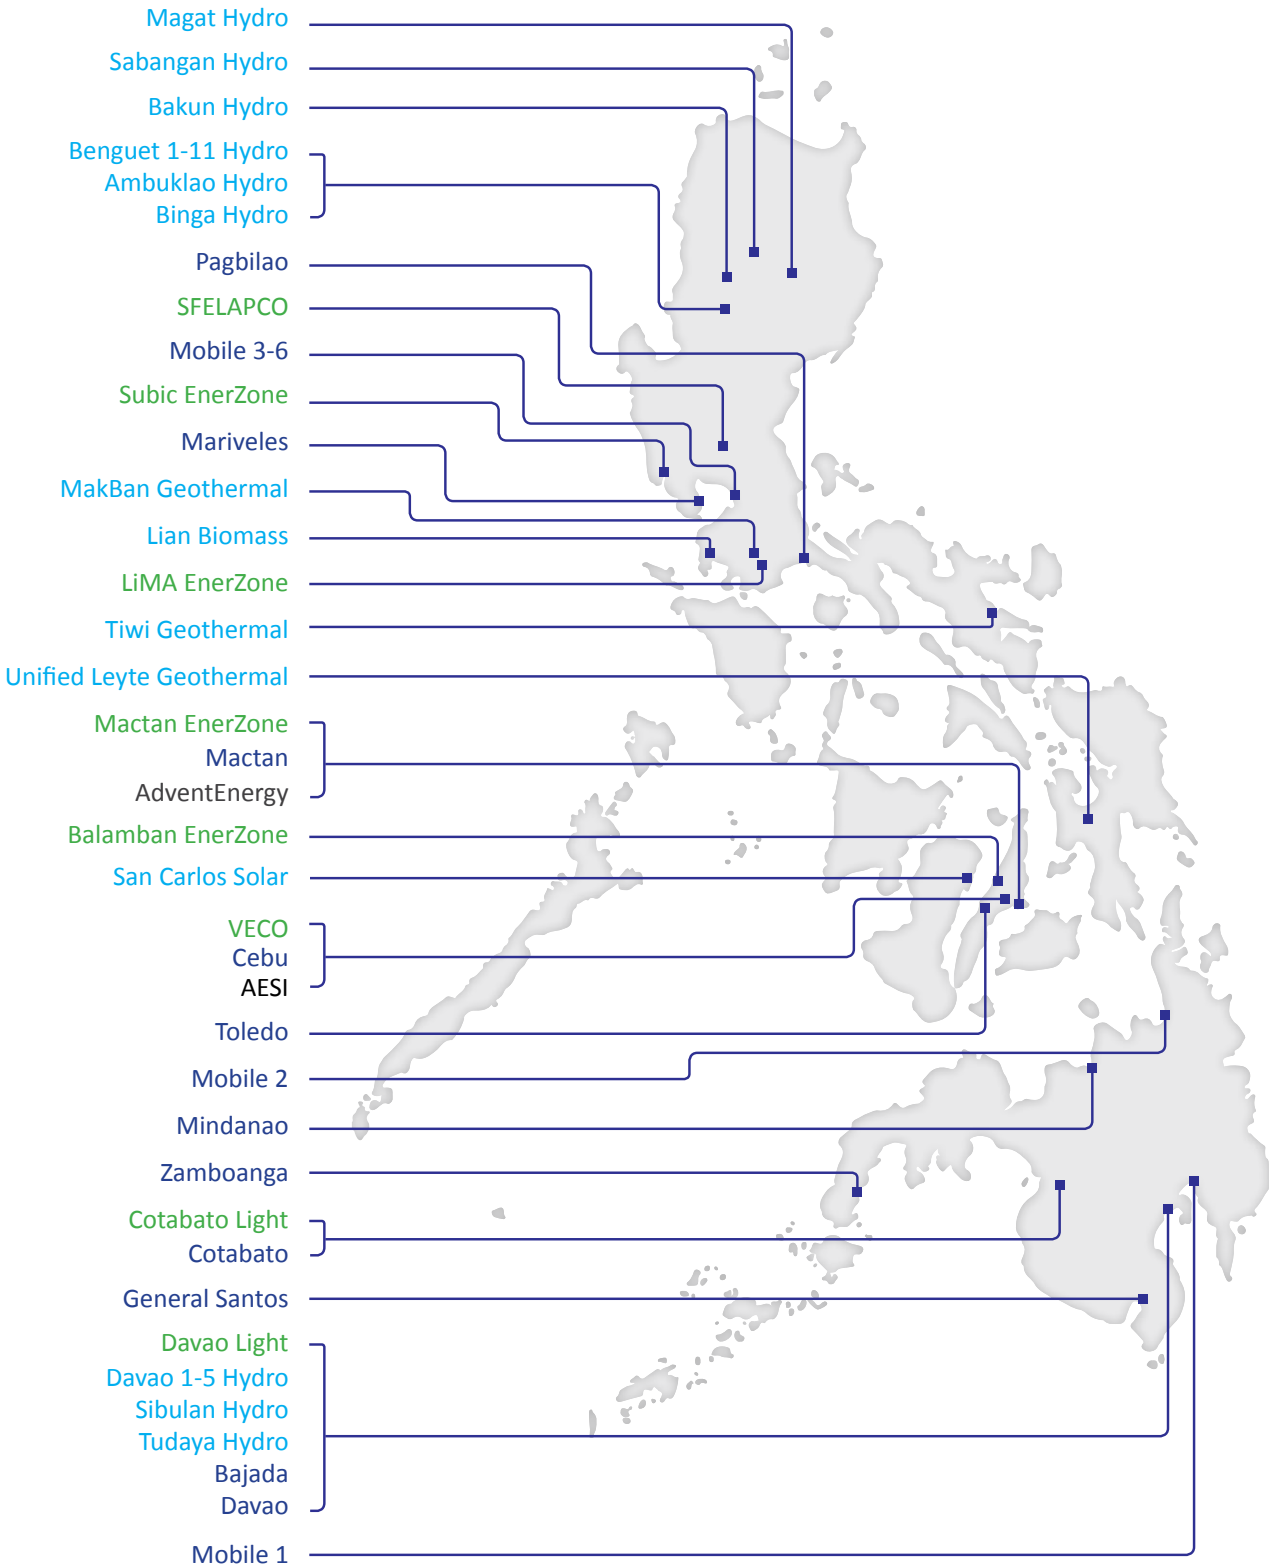 Magat Hydro
Sabangan Hydro
Bakun Hydro
Benguet 1-11 Hydro
Ambuklao Hydro
Binga Hydro
Pagbilao
SFELAPCO
Mobile 3-6
Subic EnerZone
Mariveles
MakBan Geothermal
Lian Biomass
LiMA EnerZone
Tiwi Geothermal
Unified Leyte Geothermal
Mactan EnerZone
Mactan
AdventEnergy
Balamban EnerZone
San Carlos Solar
VECO
Cebu
AESI
Toledo
Mobile 2
Mindanao
Zamboanga
Cotabato Light
Cotabato
General Santos
Davao Light
Davao 1-5 Hydro
Sibulan Hydro
Tudaya Hydro
Bajada
Davao
Mobile 1